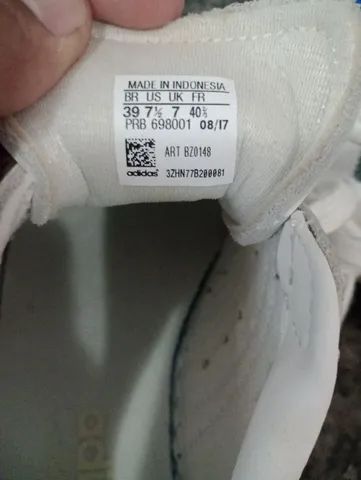 MADE IN INDONESIA
BR US UK FR
39 7½ 7 40⅔
PRB 698001 08/17
ART BZ0148
adidas 3ZHN77B200081